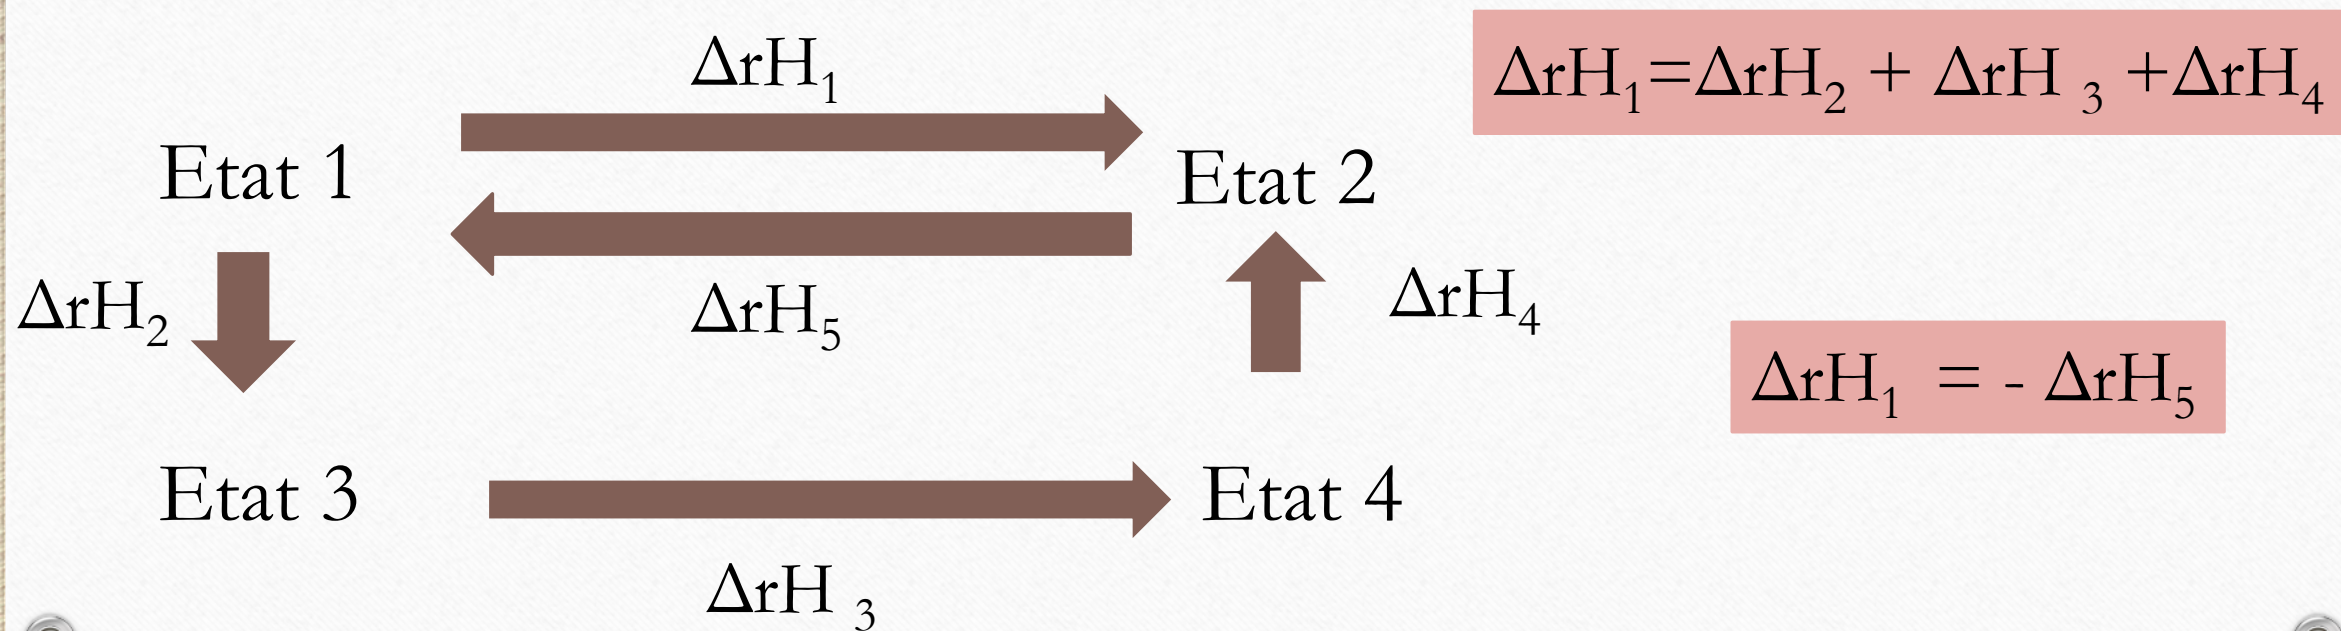 ΔrH₁
ΔrH₁=ΔrH₂ + ΔrH ₃ +ΔrH₄
Etat 1
Etat 2
ΔrH₂
ΔrH₅
ΔrH₄
ΔrH₁ = - ΔrH₅
Etat 3
Etat 4
ΔrH ₃